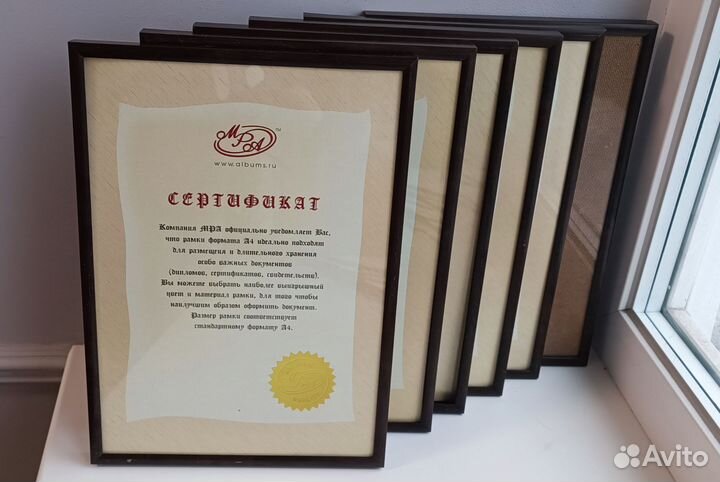 МРА™
www.albums.ru
СЕРТИФИКАТ
Компания МРА официально уведомляет Вас,
что рамки формата А4 идеально подходят
для размещения и длительного хранения
особо важных документов
(дипломов, сертификатов, свидетельств).
Вы можете выбрать наиболее выигрышный
цвет и материал рамки, для того чтобы
наилучшим образом оформить документ.
Размер рамки соответствует
стандартному формату А4.
Avito